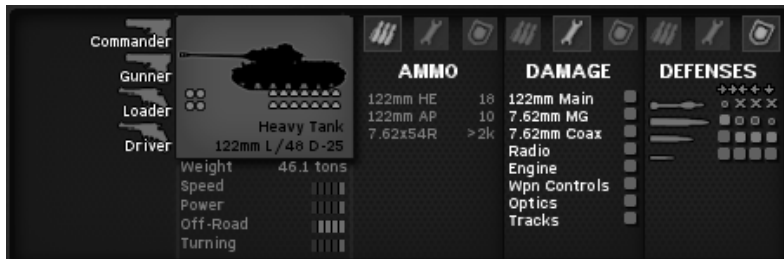 Commander
Gunner
Loader
Driver
Heavy Tank
122mm L/48 D-25
Weight 46.1 tons
Speed
Power
Off-Road
Turning
AMMO
122mm HE 18
122mm AP 10
7.62x54R >2k
DAMAGE
122mm Main
7.62mm MG
7.62mm Coax
Radio
Engine
Wpn Controls
Optics
Tracks
DEFENSES